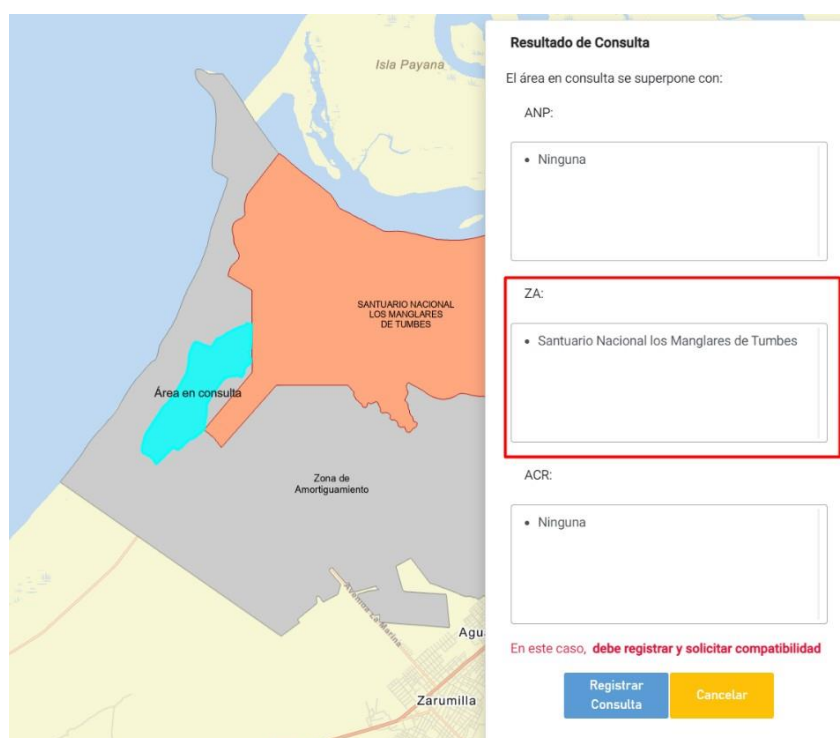 Isla Payana
SANTUARIO NACIONAL
LOS MANGLARES
DE TUMBES
Área en consulta
Zona de
Amortiguamiento
Avenida La Marina
Agu
Zarumilla
Resultado de Consulta
El área en consulta se superpone con:
ANP:
• Ninguna
ZA:
• Santuario Nacional los Manglares de Tumbes
ACR:
• Ninguna
En este caso, debe registrar y solicitar compatibilidad
Registrar
Consulta
Cancelar